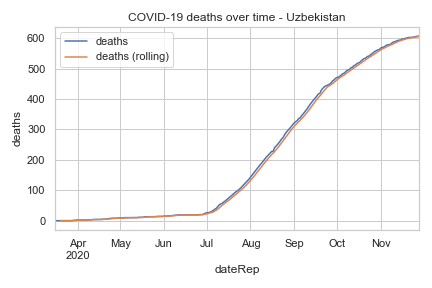 COVID-19 deaths over time - Uzbekistan
deaths
deaths (rolling)
600
500
400
300
200
100
0
deaths
Apr May Jun Jul Aug Sep Oct Nov
2020
dateRep